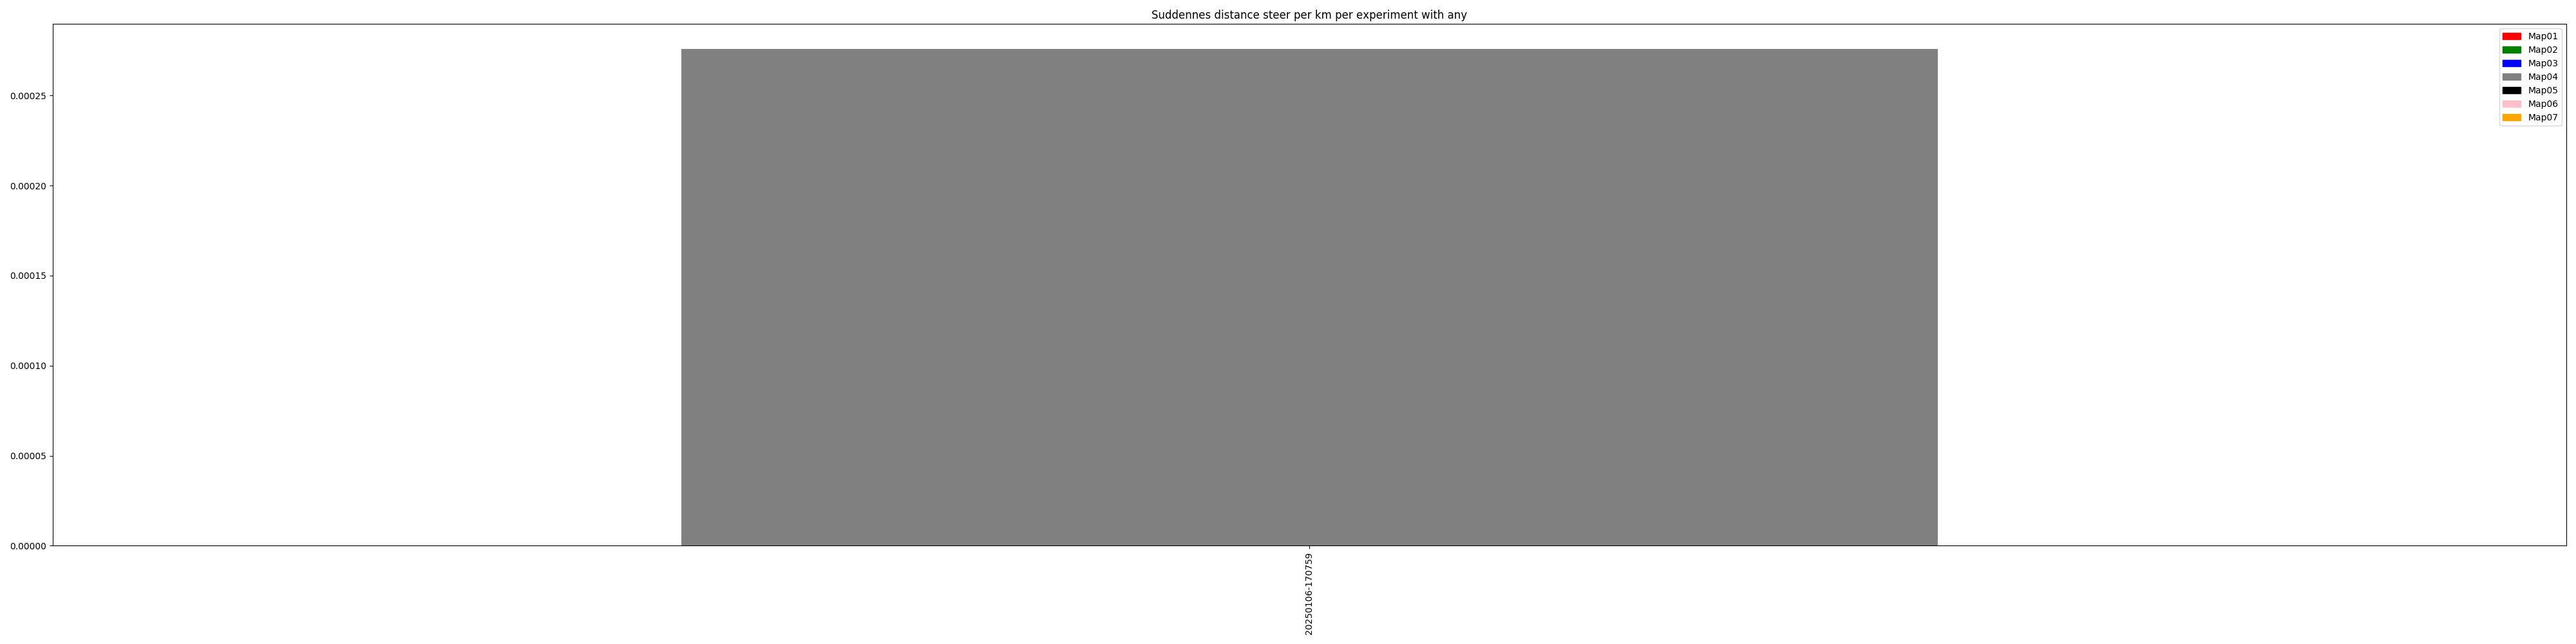 Suddennes distance steer per km per experiment with any
Map01
Map02
Map03
Map04
Map05
Map06
Map07
0.00025
0.00020
0.00015
0.00010
0.00005
0.00000
20250106-170759